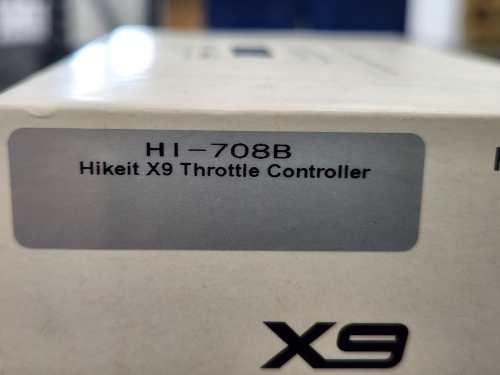 HI-708B
Hikeit X9 Throttle Controller
X9